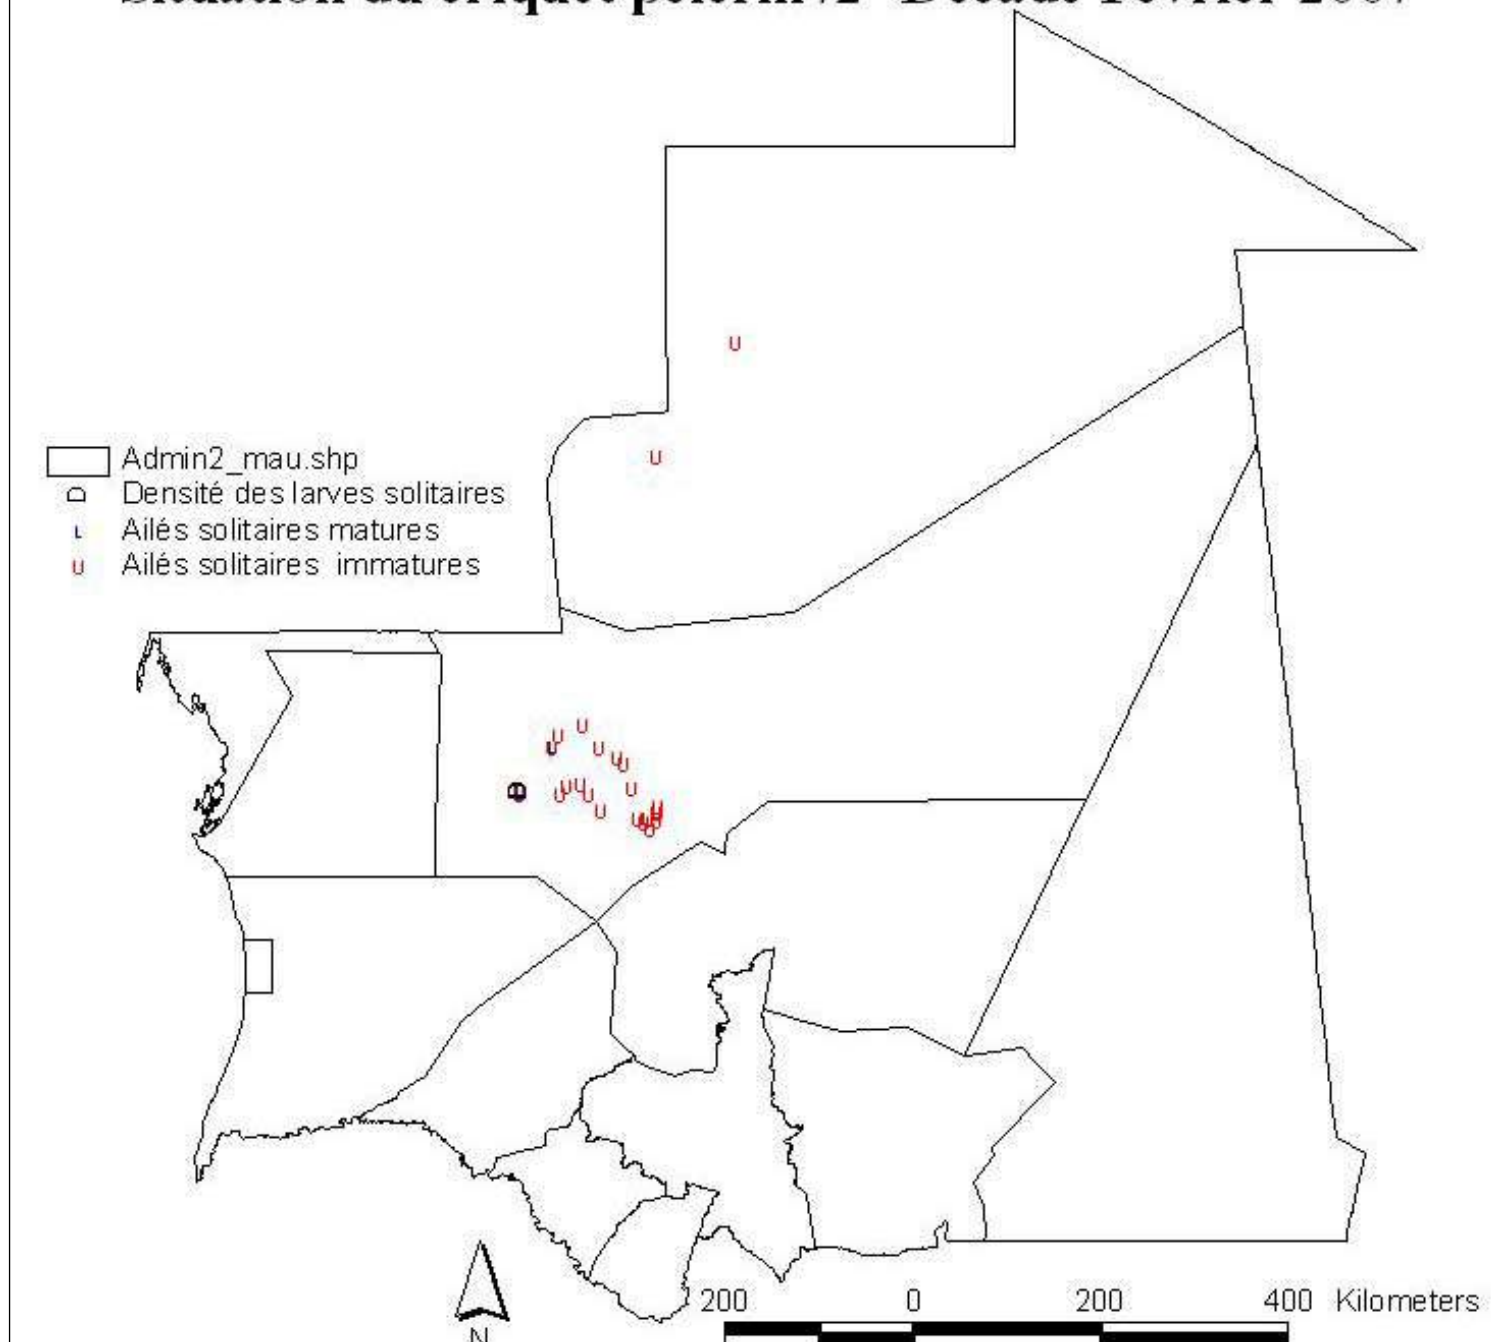 Admin2_mau.shp
Densité des larves solitaires
Ailés solitaires matures
Ailés solitaires immatures
200 0 200 400 Kilometers
N